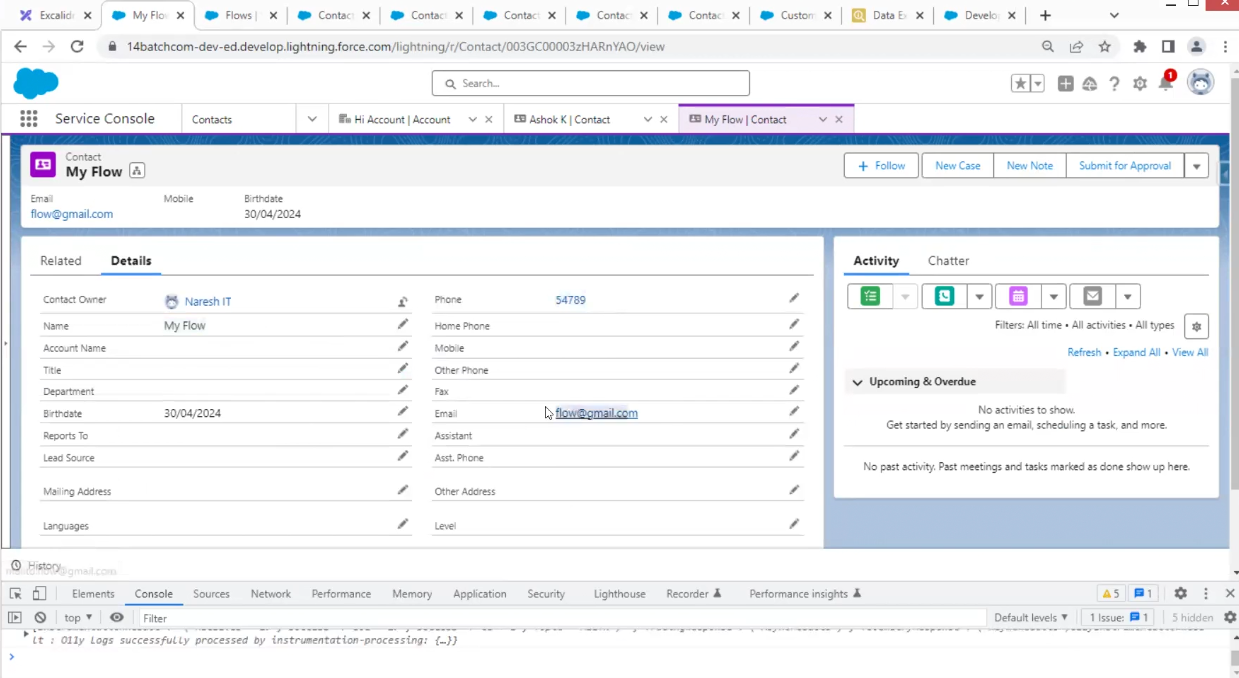 Excalid
My Flo
Flows |
Contac
Contac
Contac
Contac
Contac
Custom
Data E
Develo
14batchcom-dev-ed.develop.lightning.force.com/lightning/r/Contact/003GC00003zHARnYAO/view
Search...
1
Service Console
Contacts
Hi Account | Account
Ashok K | Contact
My Flow | Contact
Contact
My Flow
+ Follow
New Case
New Note
Submit for Approval
Email
Mobile
Birthdate
flow@gmail.com
30/04/2024
Related
Details
Activity
Chatter
Contact Owner
Naresh IT
Phone
54789
Name
My Flow
Home Phone
Account Name
Mobile
Title
Other Phone
Department
Fax
Birthdate
30/04/2024
Email
flow@gmail.com
Reports To
Assistant
Lead Source
Asst. Phone
Mailing Address
Other Address
Languages
Level
Filters: All time • All activities • All types
Refresh • Expand All • View All
Upcoming & Overdue
No activities to show.
Get started by sending an email, scheduling a task, and more.
No past activity. Past meetings and tasks marked as done show up here.
History
Elements
Console
Sources
Network
Performance
Memory
Application
Security
Lighthouse
Recorder
Performance insights
5
1
top
Filter
Default levels
1 Issue:
1
5 hidden
lt : O11y Logs successfully processed by instrumentation-processing: {…}}